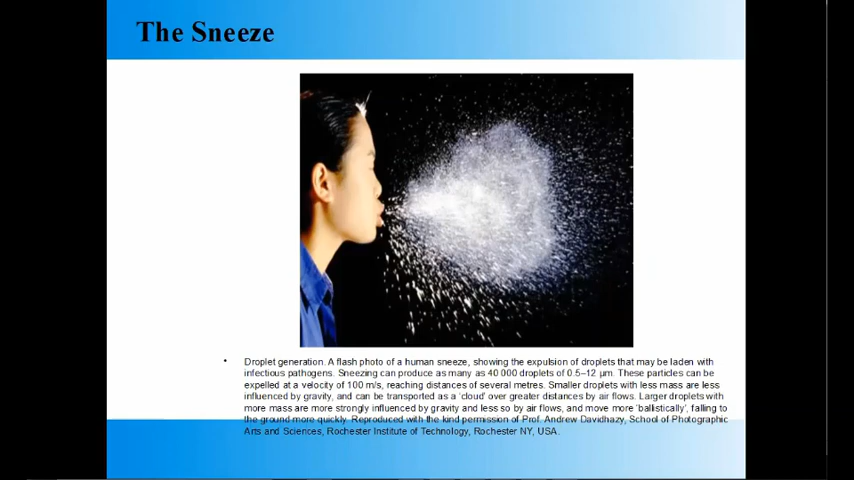 The Sneeze
• Droplet generation. A flash photo of a human sneeze, showing the expulsion of droplets that may be laden with
infectious pathogens. Sneezing can produce as many as 40 000 droplets of 0.5–12 μm. These particles can be
expelled at a velocity of 100 m/s, reaching distances of several metres. Smaller droplets with less mass are less
influenced by gravity, and can be transported as a 'cloud' over greater distances by air flows. Larger droplets with
more mass are more strongly influenced by gravity and less so by air flows, and move more 'ballistically', falling to
the ground more quickly. Reproduced with the kind permission of Prof. Andrew Davidhazy, School of Photographic
Arts and Sciences, Rochester Institute of Technology, Rochester NY, USA.